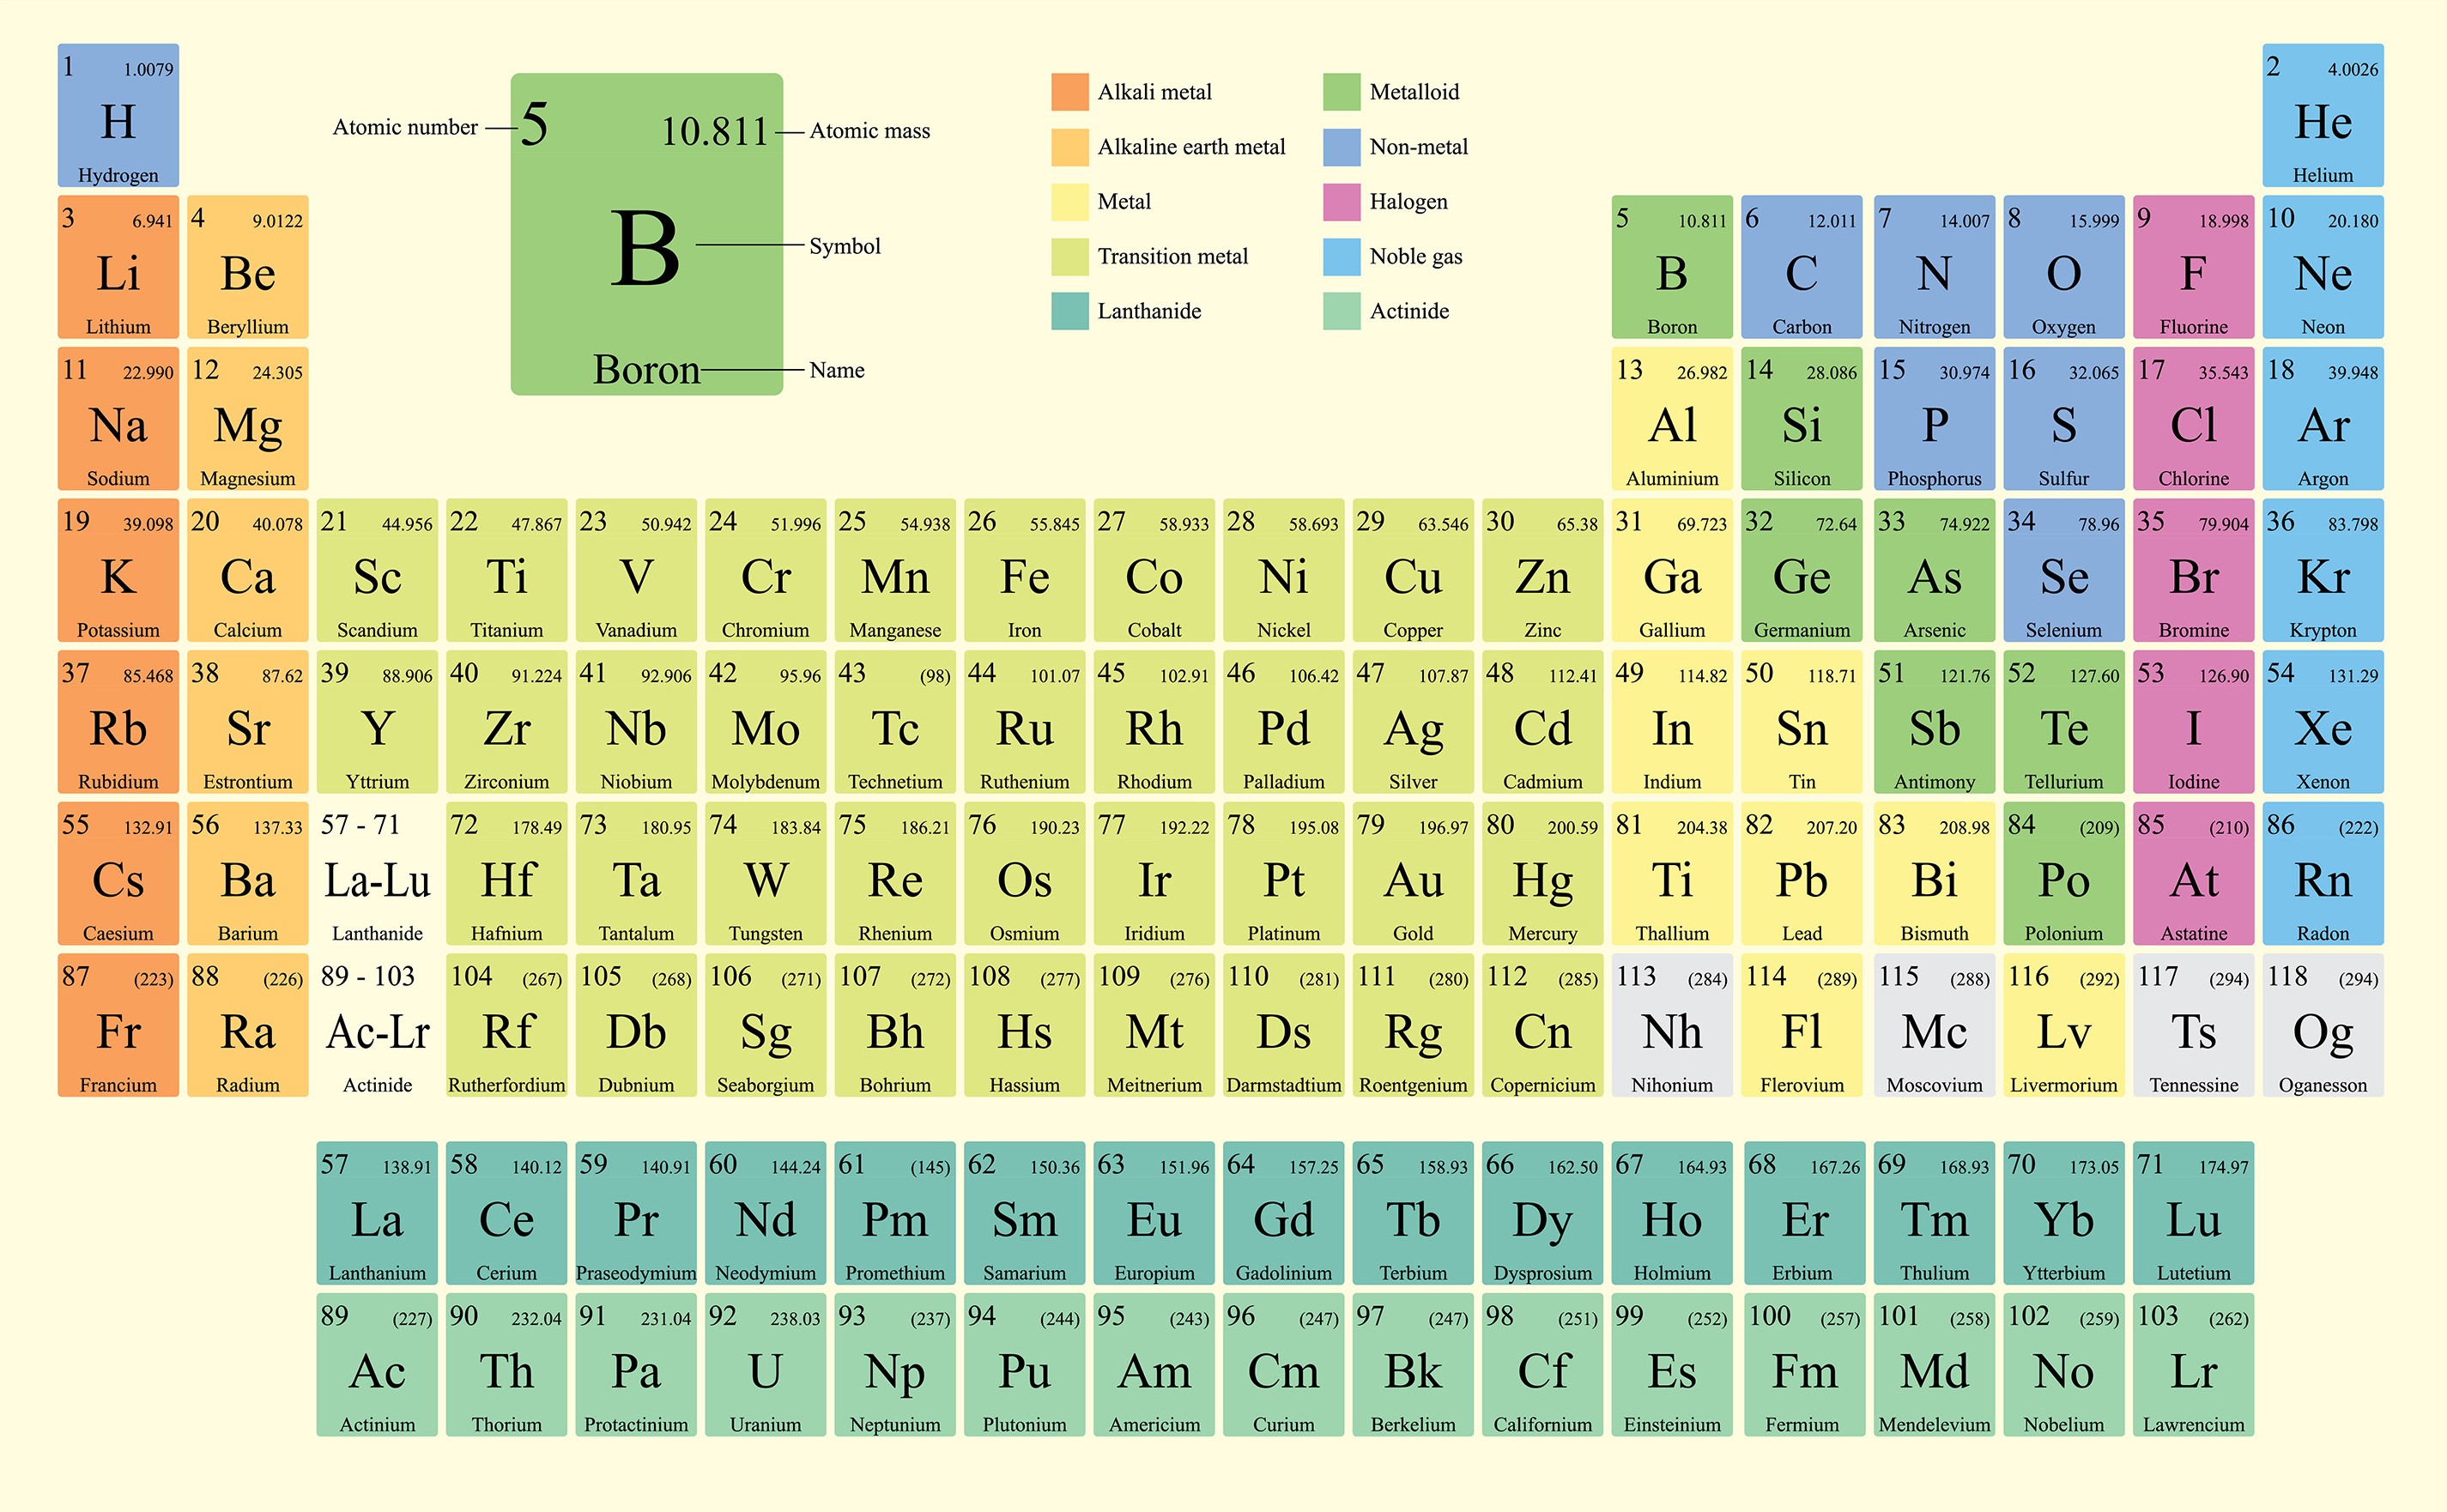 1 1.0079
H
Hydrogen
2 4.0026
He
Helium
Atomic number
5 10.811
B
Boron
Atomic mass
Symbol
Name
Alkali metal
Alkaline earth metal
Metal
Transition metal
Lanthanide
Metalloid
Non-metal
Halogen
Noble gas
Actinide
3 6.941 4 9.0122 5 10.811 6 12.011 7 14.007 8 15.999 9 18.998 10 20.180
Li Be B C N O F Ne
Lithium Beryllium Boron Carbon Nitrogen Oxygen Fluorine Neon
11 22.990 12 24.305 13 26.982 14 28.086 15 30.974 16 32.065 17 35.543 18 39.948
Na Mg Al Si P S Cl Ar
Sodium Magnesium Aluminium Silicon Phosphorus Sulfur Chlorine Argon
19 39.098 20 40.078 21 44.956 22 47.867 23 50.942 24 51.996 25 54.938 26 55.845 27 58.933 28 58.693 29 63.546 30 65.38 31 69.723 32 72.64 33 74.922 34 78.96 35 79.904 36 83.798
K Ca Sc Ti V Cr Mn Fe Co Ni Cu Zn Ga Ge As Se Br Kr
Potassium Calcium Scandium Titanium Vanadium Chromium Manganese Iron Cobalt Nickel Copper Zinc Gallium Germanium Arsenic Selenium Bromine Krypton
37 85.468 38 87.62 39 88.906 40 91.224 41 92.906 42 95.96 43 (98) 44 101.07 45 102.91 46 106.42 47 107.87 48 112.41 49 114.82 50 118.71 51 121.76 52 127.60 53 126.90 54 131.29
Rb Sr Y Zr Nb Mo Tc Ru Rh Pd Ag Cd In Sn Sb Te I Xe
Rubidium Estrontium Yttrium Zirconium Niobium Molybdenum Technetium Ruthenium Rhodium Palladium Silver Cadmium Indium Tin Antimony Tellurium Iodine Xenon
55 132.91 56 137.33 57 - 71 72 178.49 73 180.95 74 183.84 75 186.21 76 190.23 77 192.22 78 195.08 79 196.97 80 200.59 81 204.38 82 207.20 83 208.98 84 (209) 85 (210) 86 (222)
Cs Ba La-Lu Hf Ta W Re Os Ir Pt Au Hg Ti Pb Bi Po At Rn
Caesium Barium Lanthanide Hafnium Tantalum Tungsten Rhenium Osmium Iridium Platinum Gold Mercury Thallium Lead Bismuth Polonium Astatine Radon
87 (223) 88 (226) 89 - 103 104 (267) 105 (268) 106 (271) 107 (272) 108 (277) 109 (276) 110 (281) 111 (280) 112 (285) 113 (284) 114 (289) 115 (288) 116 (292) 117 (294) 118 (294)
Fr Ra Ac-Lr Rf Db Sg Bh Hs Mt Ds Rg Cn Nh Fl Mc Lv Ts Og
Francium Radium Actinide Rutherfordium Dubnium Seaborgium Bohrium Hassium Meitnerium Darmstadtium Roentgenium Copernicium Nihonium Flerovium Moscovium Livermorium Tennessine Oganesson
57 138.91 58 140.12 59 140.91 60 144.24 61 (145) 62 150.36 63 151.96 64 157.25 65 158.93 66 162.50 67 164.93 68 167.26 69 168.93 70 173.05 71 174.97
La Ce Pr Nd Pm Sm Eu Gd Tb Dy Ho Er Tm Yb Lu
Lanthanium Cerium Praseodymium Neodymium Promethium Samarium Europium Gadolinium Terbium Dysprosium Holmium Erbium Thulium Ytterbium Lutetium
89 (227) 90 232.04 91 231.04 92 238.03 93 (237) 94 (244) 95 (243) 96 (247) 97 (247) 98 (251) 99 (252) 100 (257) 101 (258) 102 (259) 103 (262)
Ac Th Pa U Np Pu Am Cm Bk Cf Es Fm Md No Lr
Actinium Thorium Protactinium Uranium Neptunium Plutonium Americium Curium Berkelium Californium Einsteinium Fermium Mendelevium Nobelium Lawrencium